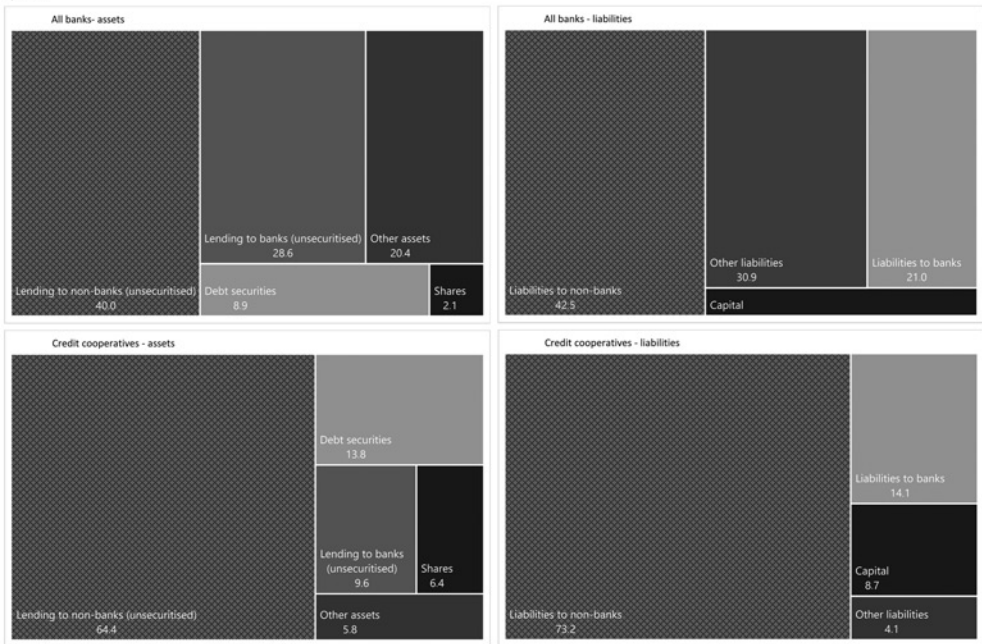 All banks- assets
Lending to non-banks (unsecuritised)
40.0
Lending to banks (unsecuritised)
28.6
Other assets
20.4
Debt securities
8.9
Shares
2.1
All banks - liabilities
Liabilities to non-banks
42.5
Other liabilities
30.9
Liabilities to banks
21.0
Capital
Credit cooperatives - assets
Lending to non-banks (unsecuritised)
64.4
Debt securities
13.8
Lending to banks
(unsecuritised)
9.6
Shares
6.4
Other assets
5.8
Credit cooperatives - liabilities
Liabilities to non-banks
73.2
Liabilities to banks
14.1
Capital
8.7
Other liabilities
4.1